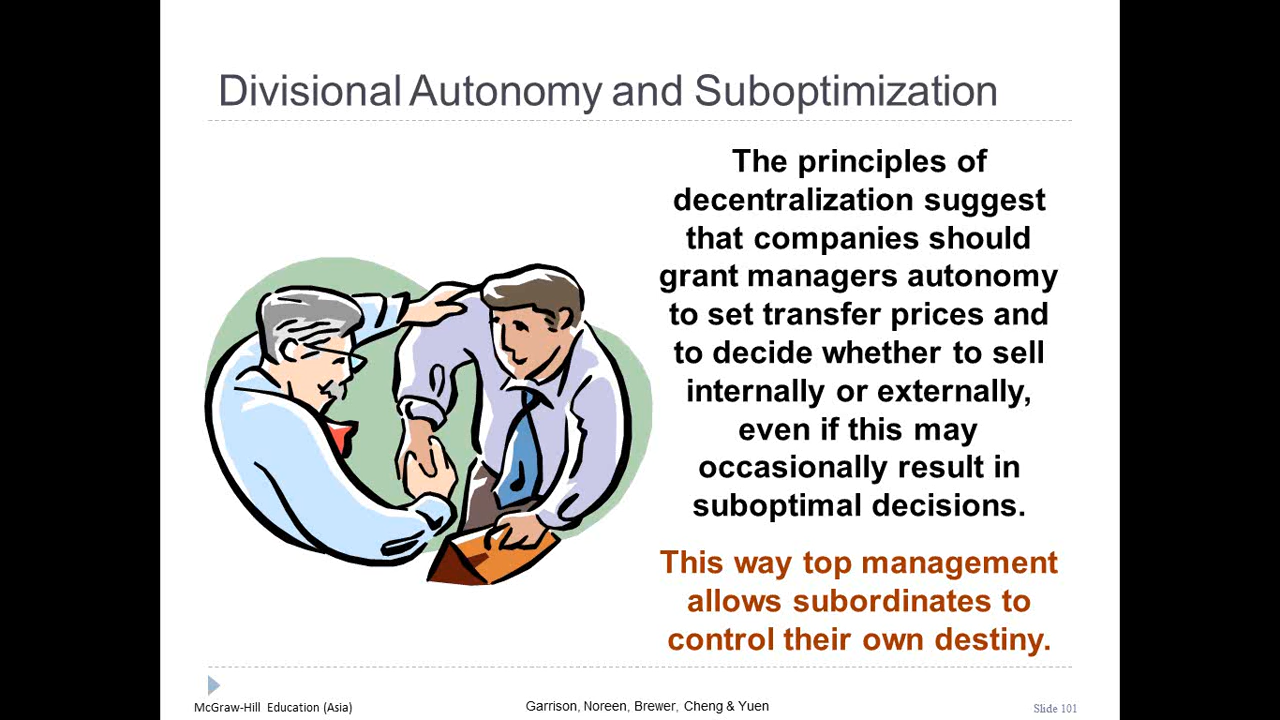 Divisional Autonomy and Suboptimization
The principles of
decentralization suggest
that companies should
grant managers autonomy
to set transfer prices and
to decide whether to sell
internally or externally,
even if this may
occasionally result in
suboptimal decisions.
This way top management
allows subordinates to
control their own destiny.
McGraw-Hill Education (Asia)
Garrison, Noreen, Brewer, Cheng & Yuen
Slide 101